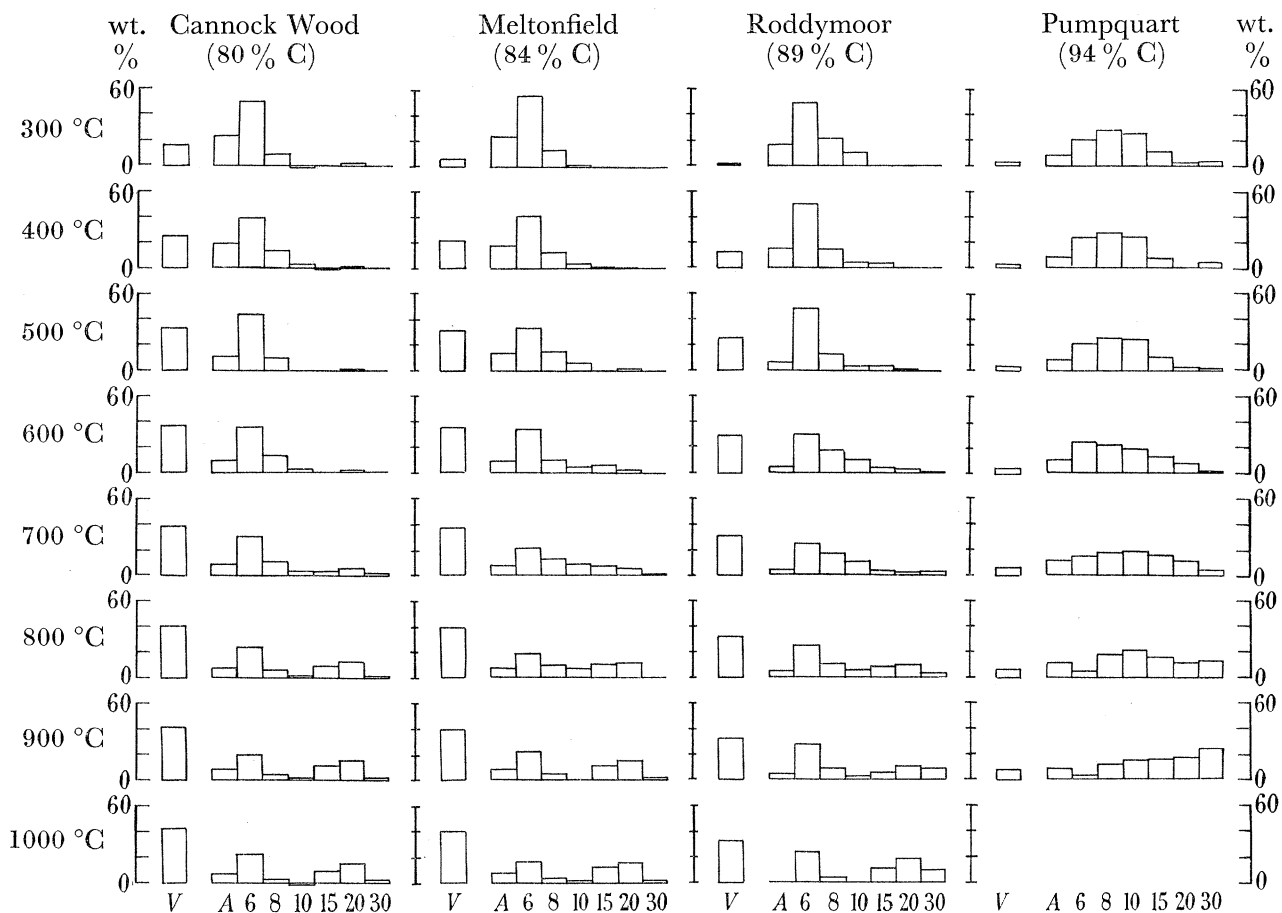 wt. Cannock Wood Meltonfield Roddymoor Pumpquart wt.
% (80 % C) (84 % C) (89 % C) (94 % C) %
60 60
300 °C
0 0
60 60
400 °C
0 0
60 60
500 °C
0 0
60 60
600 °C
0 0
60 60
700 °C
0 0
60 60
800 °C
0 0
60 60
900 °C
0 0
60 60
1000 °C
0 0
V A 6 8 10 15 20 30 V A 6 8 10 15 20 30 V A 6 8 10 15 20 30 V A 6 8 10 15 20 30